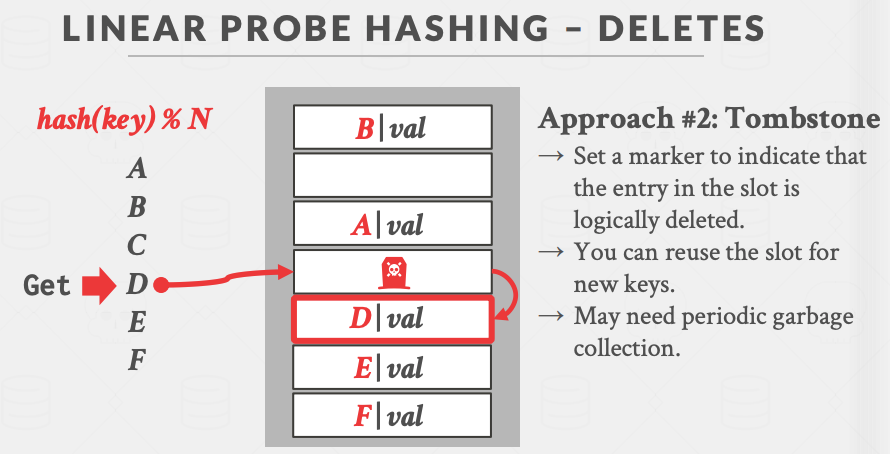 LINEAR PROBE HASHING – DELETES
hash(key) % N
A
B
C
Get D
E
F
B|val
A|val
D|val
E|val
F|val
Approach #2: Tombstone
→ Set a marker to indicate that
the entry in the slot is
logically deleted.
→ You can reuse the slot for
new keys.
→ May need periodic garbage
collection.